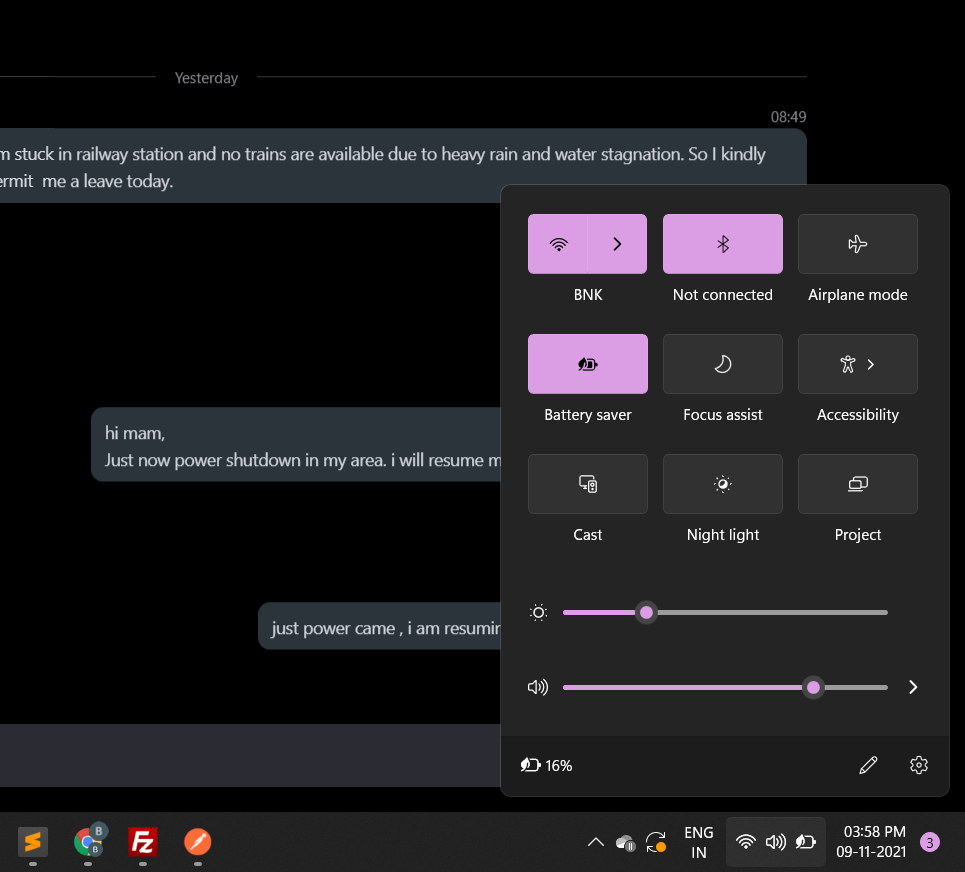 Yesterday
08:49
m stuck in railway station and no trains are available due to heavy rain and water stagnation. So I kindly
ermit me a leave today.
hi mam,
Just now power shutdown in my area. i will resume m
just power came , i am resumin
BNK
Not connected
Airplane mode
Battery saver
Focus assist
Accessibility
Cast
Night light
Project
16%
B
B
Fz
ENG
IN
03:58 PM
09-11-2021
3